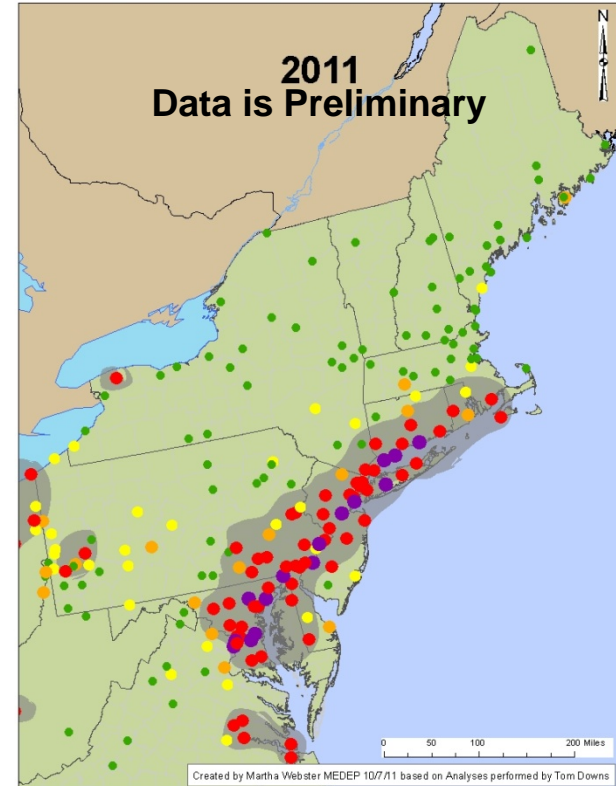 N
2011
Data is Preliminary
0 50 100 200 Miles
Created by Martha Webster MEDEP 10/7/11 based on Analyses performed by Tom Downs